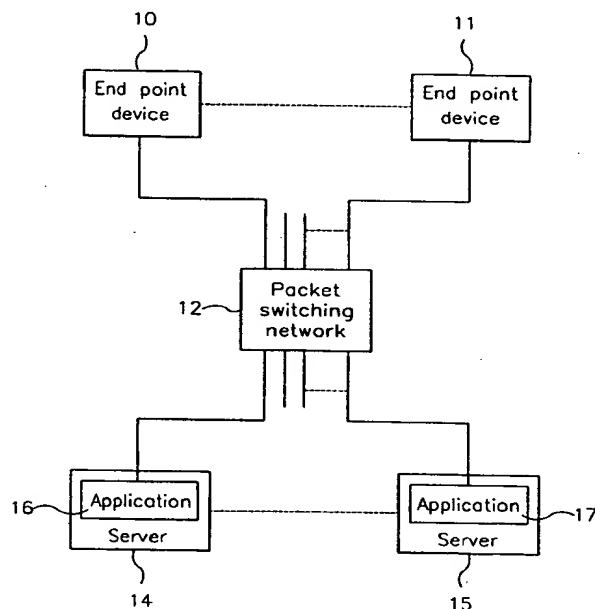 10
11
End point
device
End point
device
12
Packet
switching
network
16
Application
Server
Application
17
Server
14
15